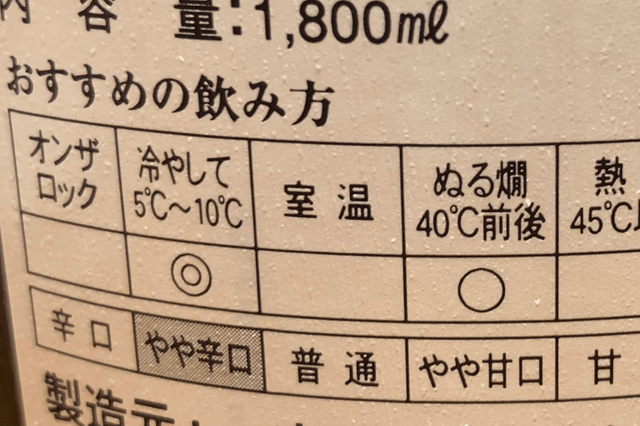 内容量:1,800ml
おすすめの飲み方
オンザロック 冷やして5℃〜10℃ 室温 ぬる燗40℃前後 熱 45℃
◎ ○
辛口 やや辛口 普通 やや甘口 甘
製造元